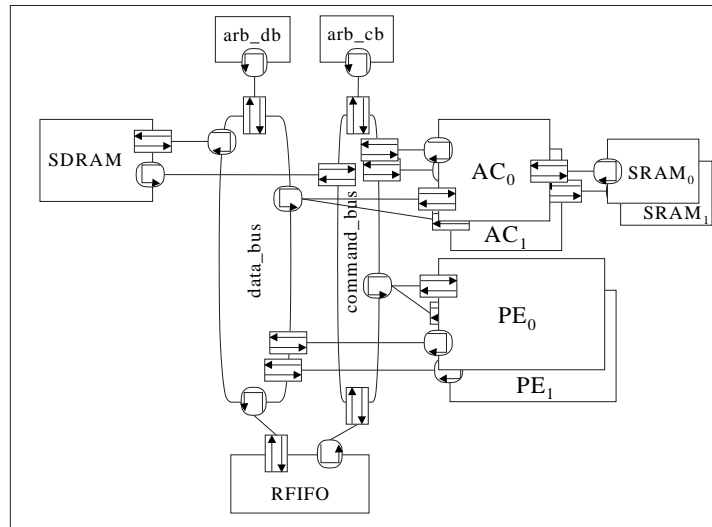 arb_db
arb_cb
SDRAM
AC0
SRAM0
SRAM1
AC1
data_bus
command_bus
PE0
PE1
RFIFO